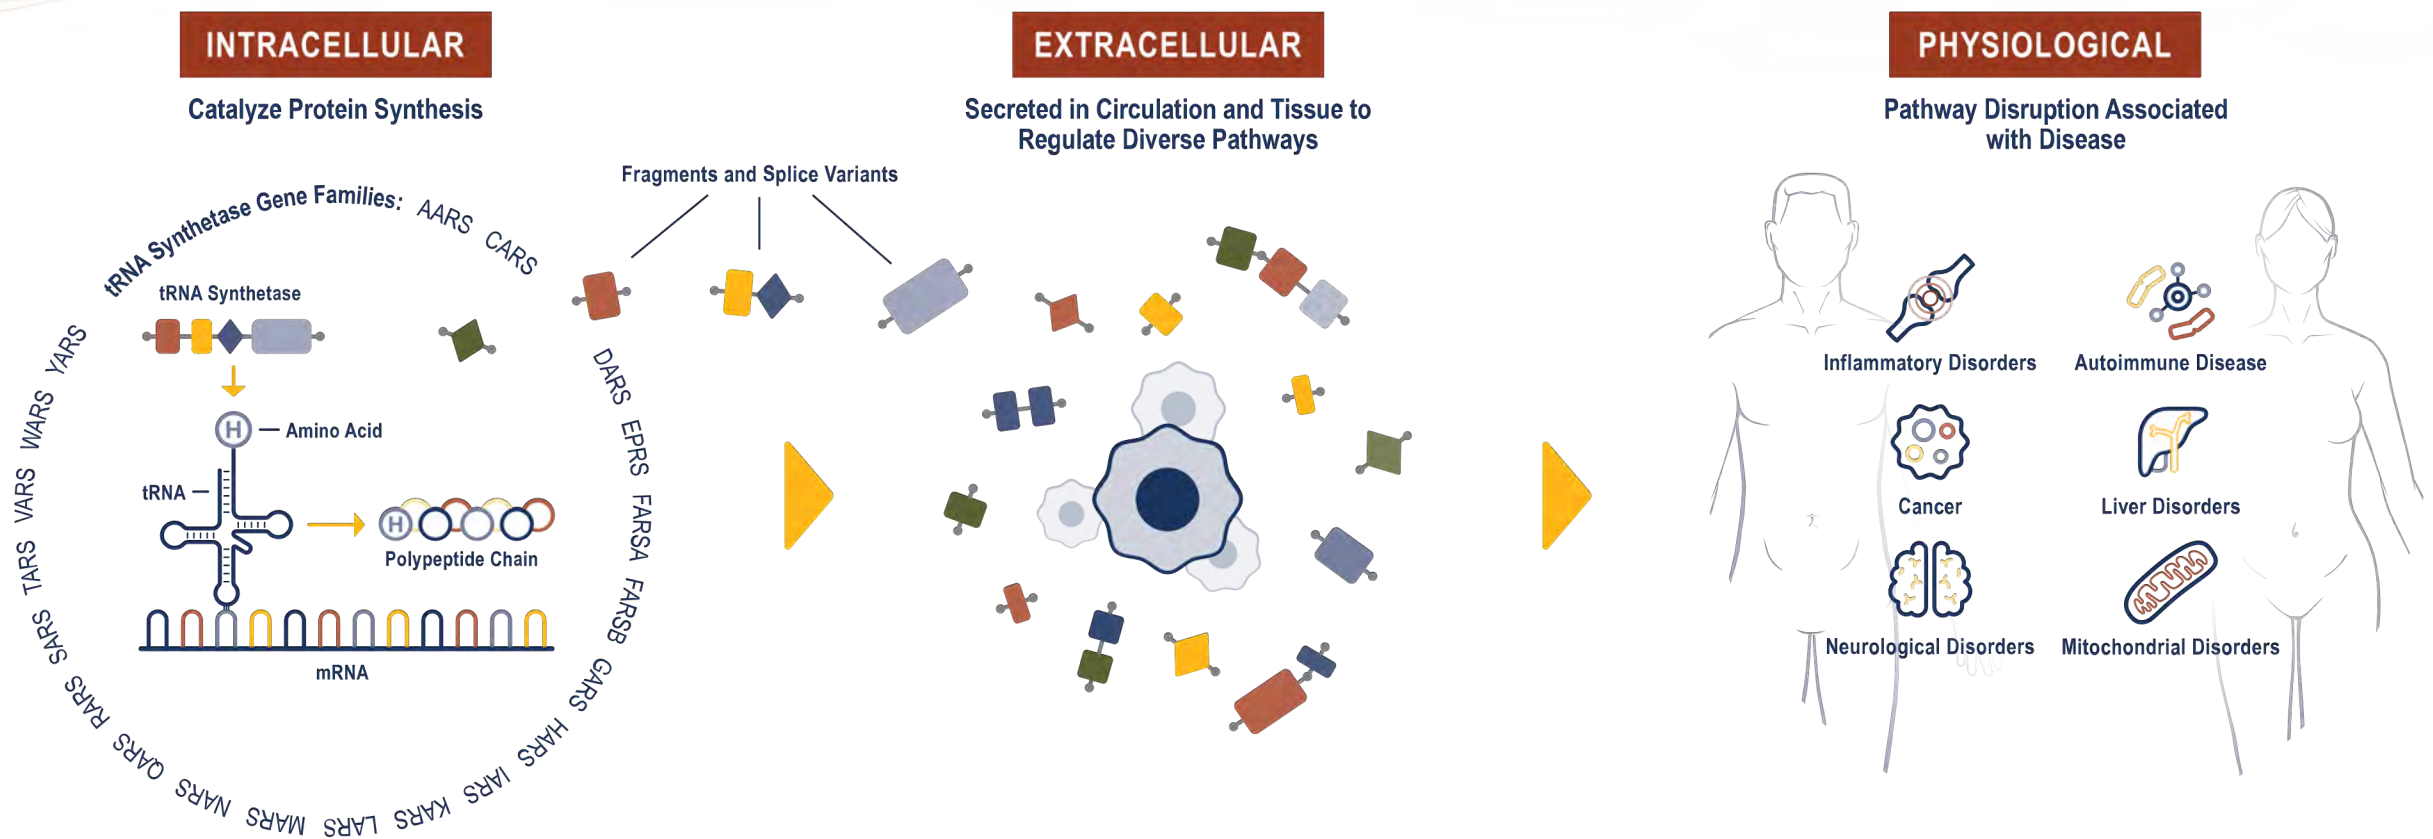 INTRACELLULAR
Catalyze Protein Synthesis
tRNA Synthetase Gene Families: AARS CARS DARS EPRS FARSA FARSB GARS HARS IARS KARS LARS MARS NARS QARS RARS SARS TARS VARS WARS YARS
tRNA Synthetase
H
Amino Acid
tRNA
H
Polypeptide Chain
mRNA
Fragments and Splice Variants
EXTRACELLULAR
Secreted in Circulation and Tissue to
Regulate Diverse Pathways
PHYSIOLOGICAL
Pathway Disruption Associated
with Disease
Inflammatory Disorders
Autoimmune Disease
Cancer
Liver Disorders
Neurological Disorders
Mitochondrial Disorders